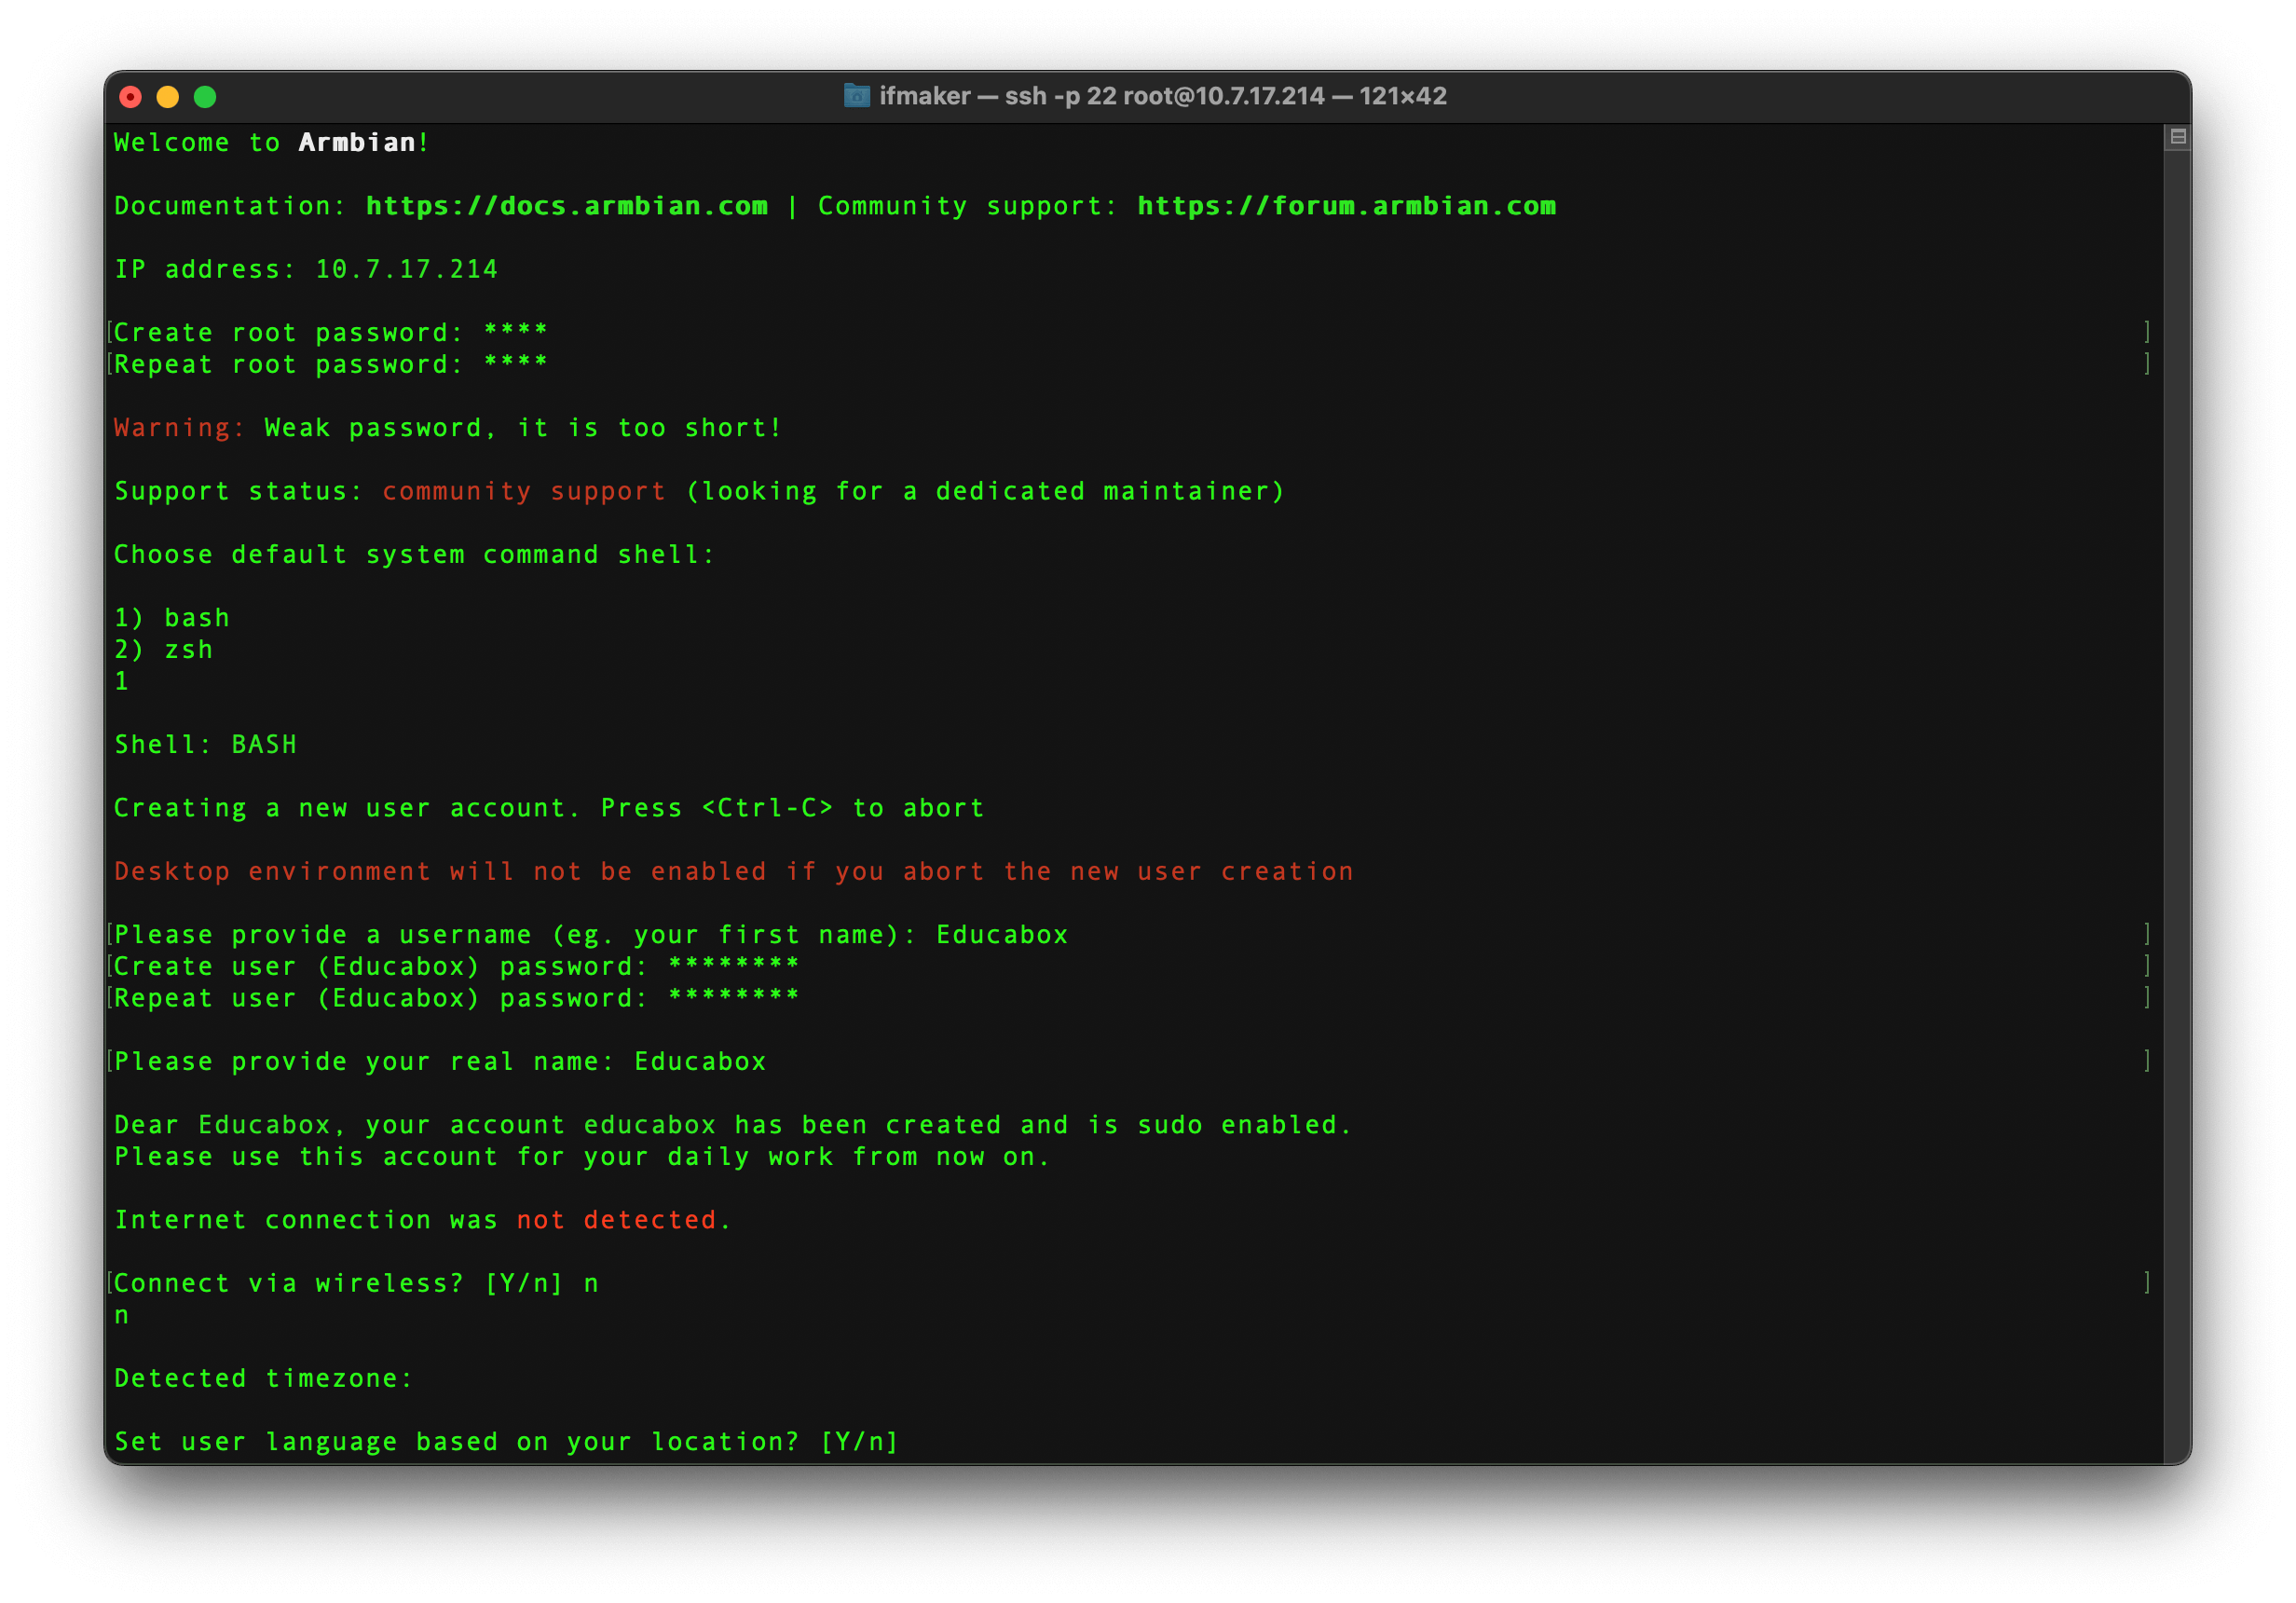 ifmaker — ssh -p 22 root@10.7.17.214 — 121×42
Welcome to Armbian!
Documentation: https://docs.armbian.com | Community support: https://forum.armbian.com
IP address: 10.7.17.214
[Create root password: **** ]
[Repeat root password: **** ]
Warning: Weak password, it is too short!
Support status: community support (looking for a dedicated maintainer)
Choose default system command shell:
1) bash
2) zsh
1
Shell: BASH
Creating a new user account. Press <Ctrl-C> to abort
Desktop environment will not be enabled if you abort the new user creation
[Please provide a username (eg. your first name): Educabox ]
[Create user (Educabox) password: ******** ]
[Repeat user (Educabox) password: ******** ]
[Please provide your real name: Educabox ]
Dear Educabox, your account educabox has been created and is sudo enabled.
Please use this account for your daily work from now on.
Internet connection was not detected.
[Connect via wireless? [Y/n] n ]
n
Detected timezone:
Set user language based on your location? [Y/n]